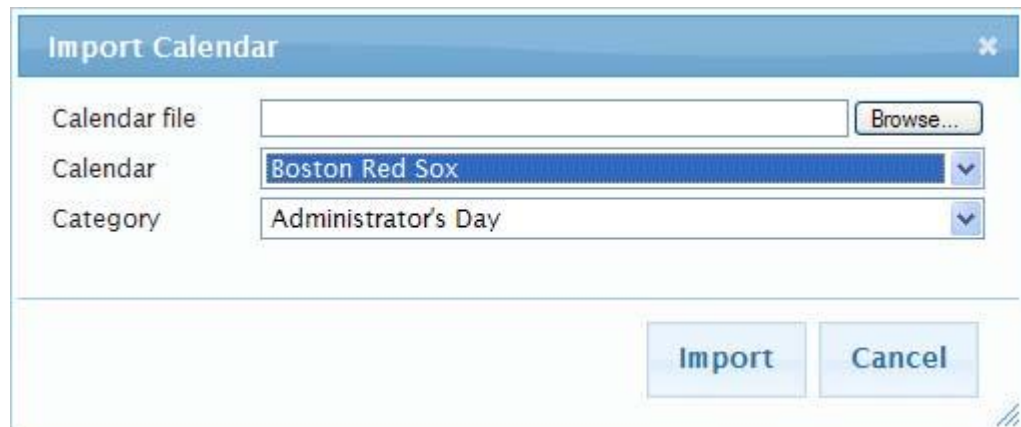 Import Calendar
Calendar file Browse...
Calendar Boston Red Sox
Category Administrator's Day
Import Cancel